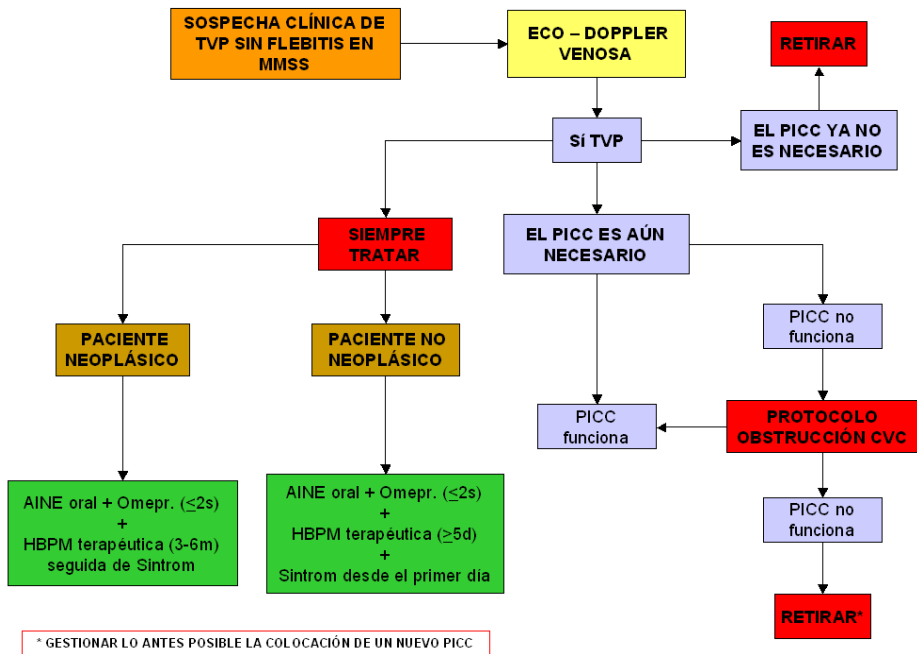 SOSPECHA CLÍNICA DE
TVP SIN FLEBITIS EN
MMSS
ECO – DOPPLER
VENOSA
RETIRAR
Sí TVP
EL PICC YA NO
ES NECESARIO
SIEMPRE
TRATAR
EL PICC ES AÚN
NECESARIO
PACIENTE
NEOPLÁSICO
PACIENTE NO
NEOPLÁSICO
PICC no
funciona
PICC
funciona
PROTOCOLO
OBSTRUCCIÓN CVC
AINE oral + Omepr. (≤2s)
+
HBPM terapéutica (3-6m)
seguida de Sintrom
AINE oral + Omepr. (≤2s)
+
HBPM terapéutica (≥5d)
+
Sintrom desde el primer día
PICC no
funciona
RETIRAR*
* GESTIONAR LO ANTES POSIBLE LA COLOCACIÓN DE UN NUEVO PICC